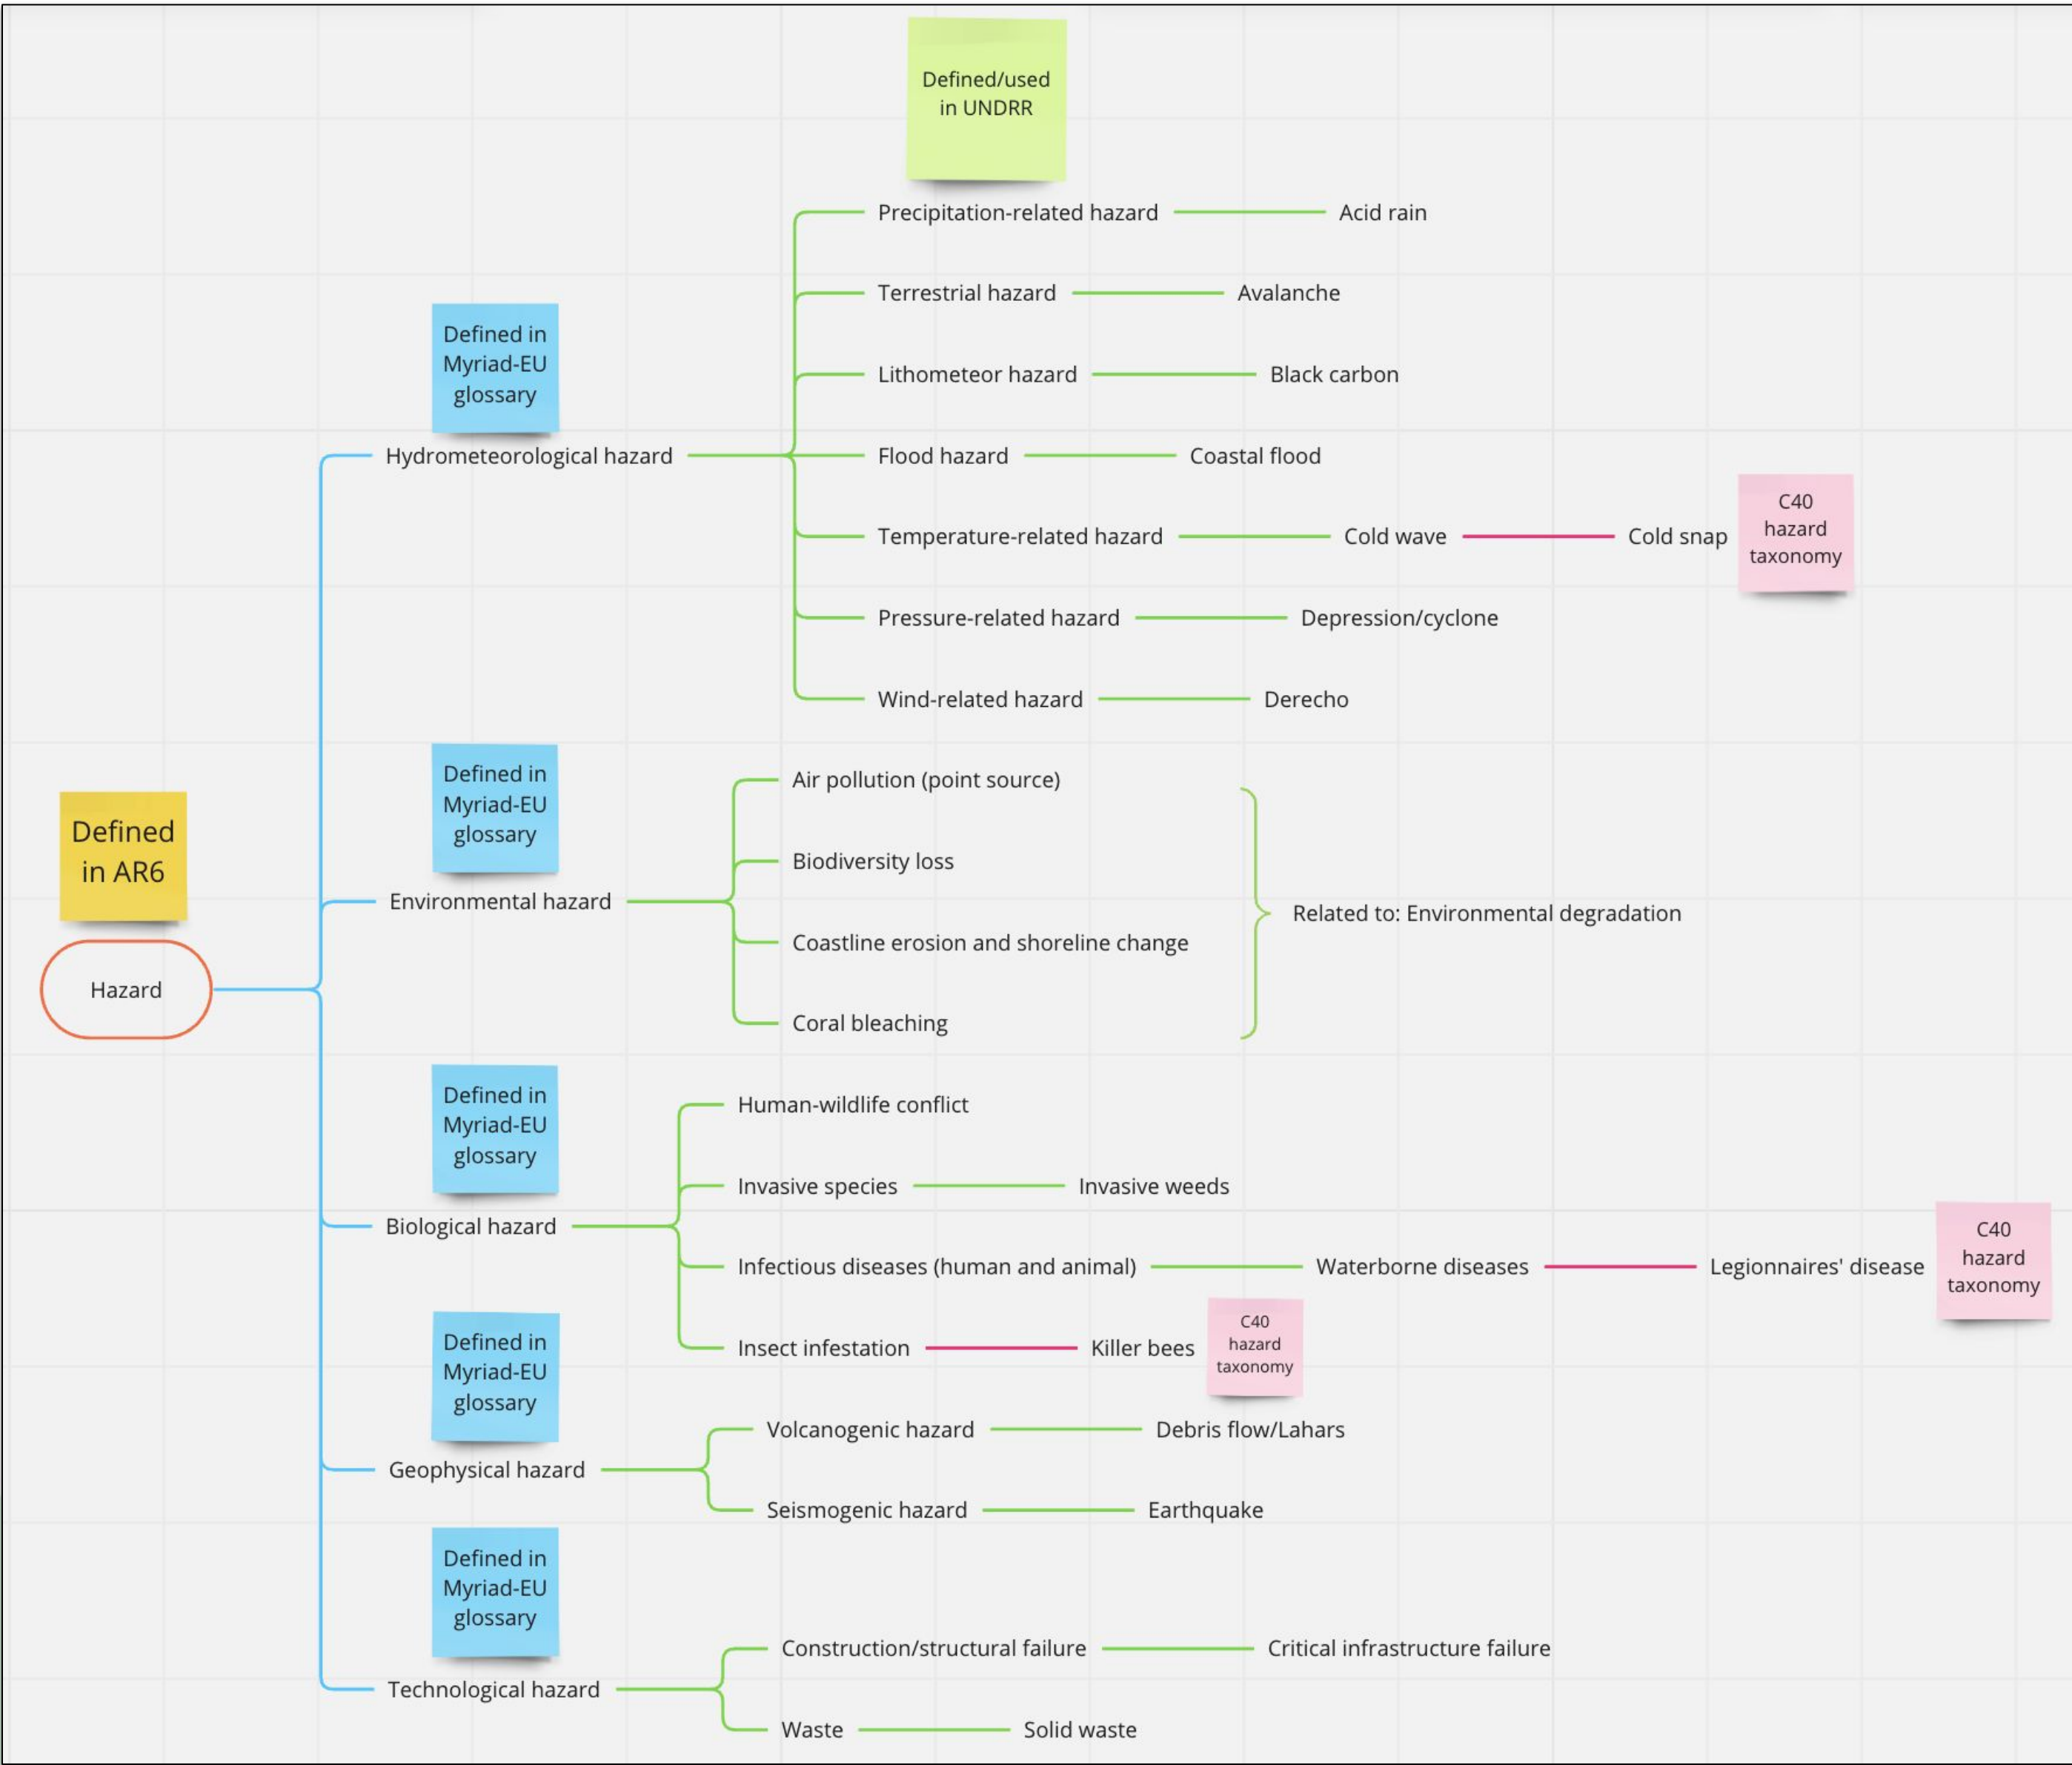 Defined/used
in UNDRR
Precipitation-related hazard
Acid rain
Terrestrial hazard
Avalanche
Defined in
Myriad-EU
glossary
Lithometeor hazard
Black carbon
Hydrometeorological hazard
Flood hazard
Coastal flood
Temperature-related hazard
Cold wave
Cold snap
C40
hazard
taxonomy
Pressure-related hazard
Depression/cyclone
Wind-related hazard
Derecho
Defined in
Myriad-EU
glossary
Air pollution (point source)
Biodiversity loss
Defined
in AR6
Environmental hazard
Coastline erosion and shoreline change
Related to: Environmental degradation
Hazard
Coral bleaching
Defined in
Myriad-EU
glossary
Human-wildlife conflict
Invasive species
Invasive weeds
Biological hazard
Infectious diseases (human and animal)
Waterborne diseases
Legionnaires' disease
C40
hazard
taxonomy
Insect infestation
Killer bees
C40
hazard
taxonomy
Defined in
Myriad-EU
glossary
Volcanogenic hazard
Debris flow/Lahars
Geophysical hazard
Seismogenic hazard
Earthquake
Defined in
Myriad-EU
glossary
Construction/structural failure
Critical infrastructure failure
Technological hazard
Waste
Solid waste